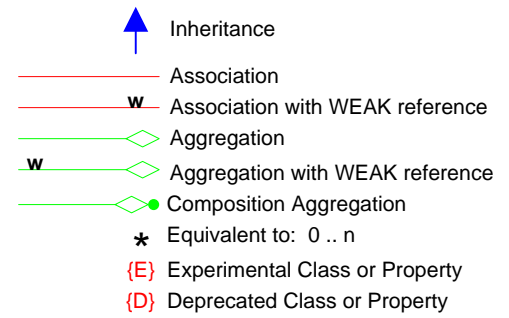 Inheritance
Association
w Association with WEAK reference
Aggregation
w Aggregation with WEAK reference
Composition Aggregation
* Equivalent to: 0 .. n
{E} Experimental Class or Property
{D} Deprecated Class or Property